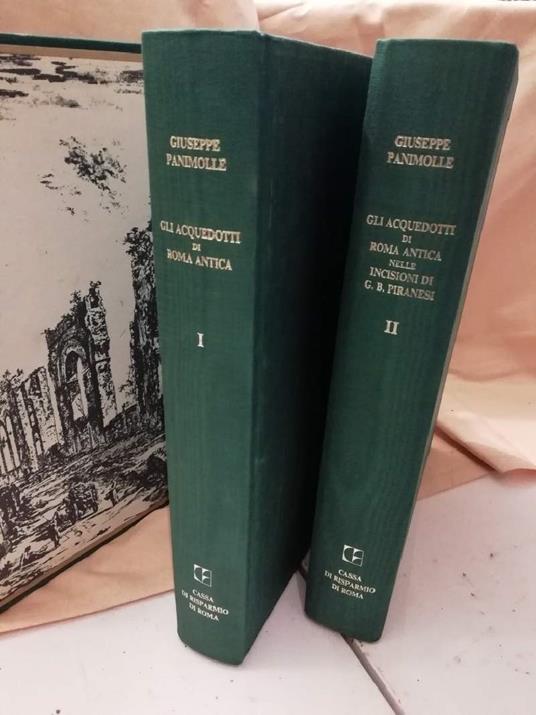 GIUSEPPE
PANIMOLLE
GLI ACQUEDOTTI
DI
ROMA ANTICA
I
CASSA
DI RISPARMIO
DI ROMA
GIUSEPPE
PANIMOLLE
GLI ACQUEDOTTI
DI
ROMA ANTICA
NELLE
INCISIONI DI
G. B. PIRANESI
II
CASSA
DI RISPARMIO
DI ROMA